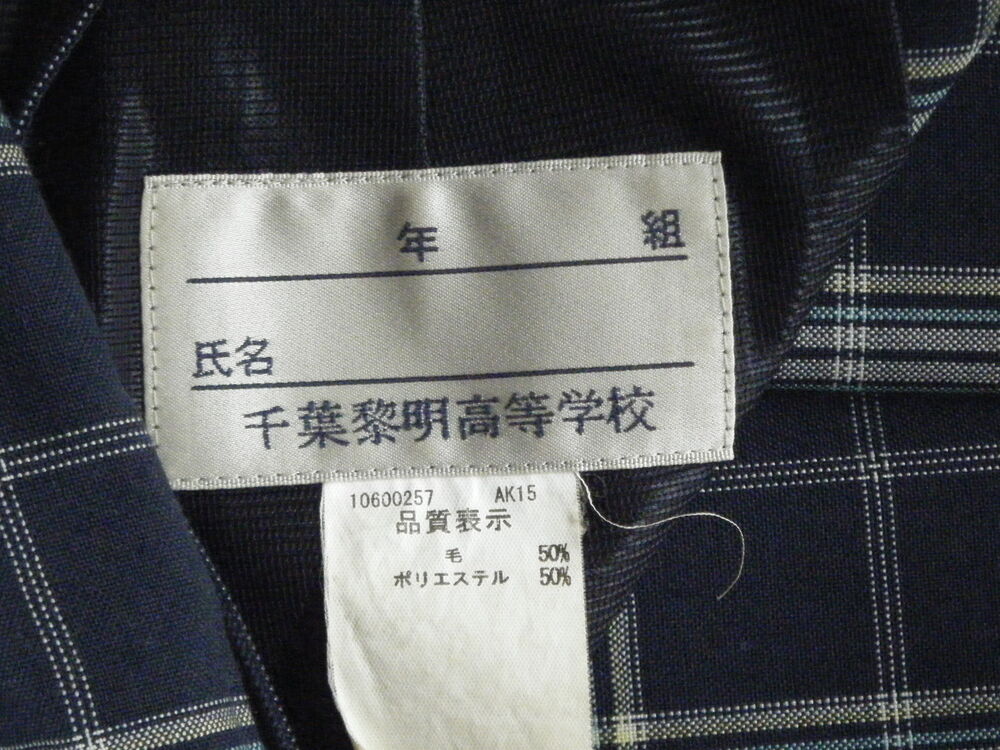 年 組
氏名
千葉黎明高等学校
10600257 AK15
品質表示
毛 50%
ポリエステル 50%